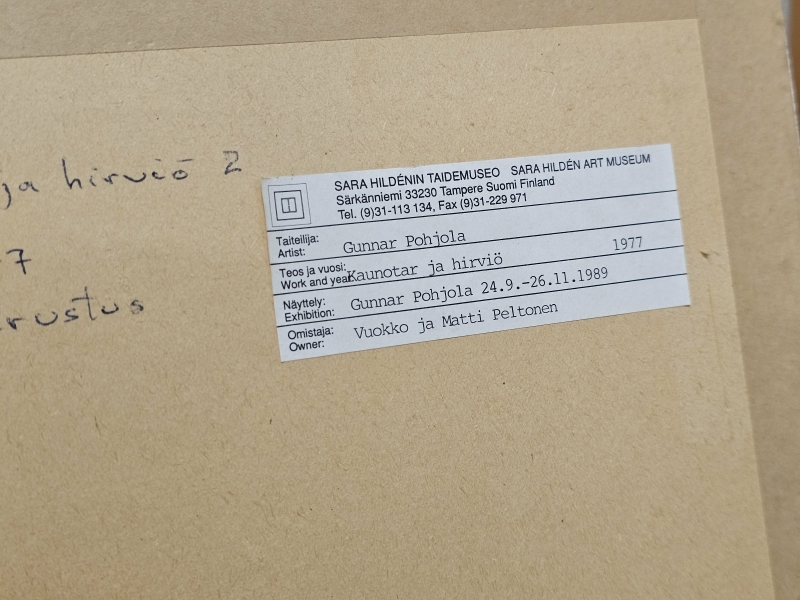 ja hirviö 2
7
rustus
SARA HILDÉNIN TAIDEMUSEO SARA HILDÉN ART MUSEUM
Särkänniemi 33230 Tampere Suomi Finland
Tel. (9)31-113 134, Fax (9)31-229 971
Taiteilija:
Artist: Gunnar Pohjola
Teos ja vuosi:
Work and year: Kaunotar ja hirviö 1977
Näyttely:
Exhibition: Gunnar Pohjola 24.9.-26.11.1989
Omistaja:
Owner: Vuokko ja Matti Peltonen